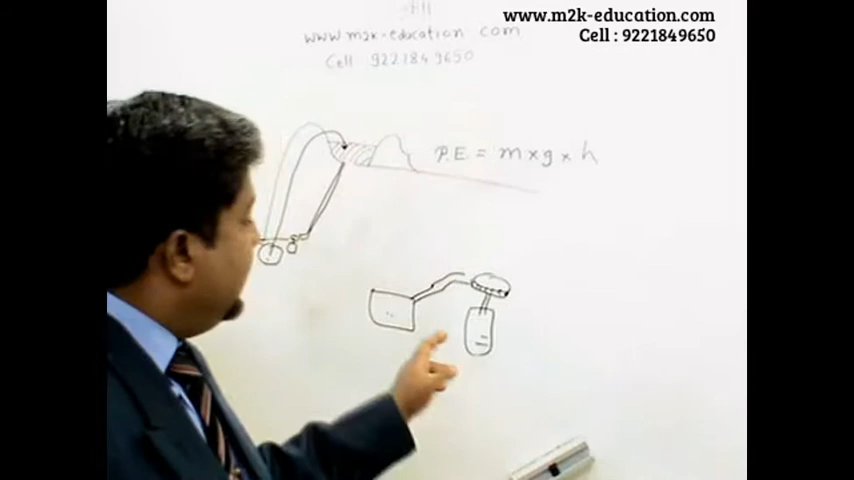 www.m2k-education.com
Cell : 9221849650
www.m2k-education com
Cell 9221849650
P.E. = m x g x h